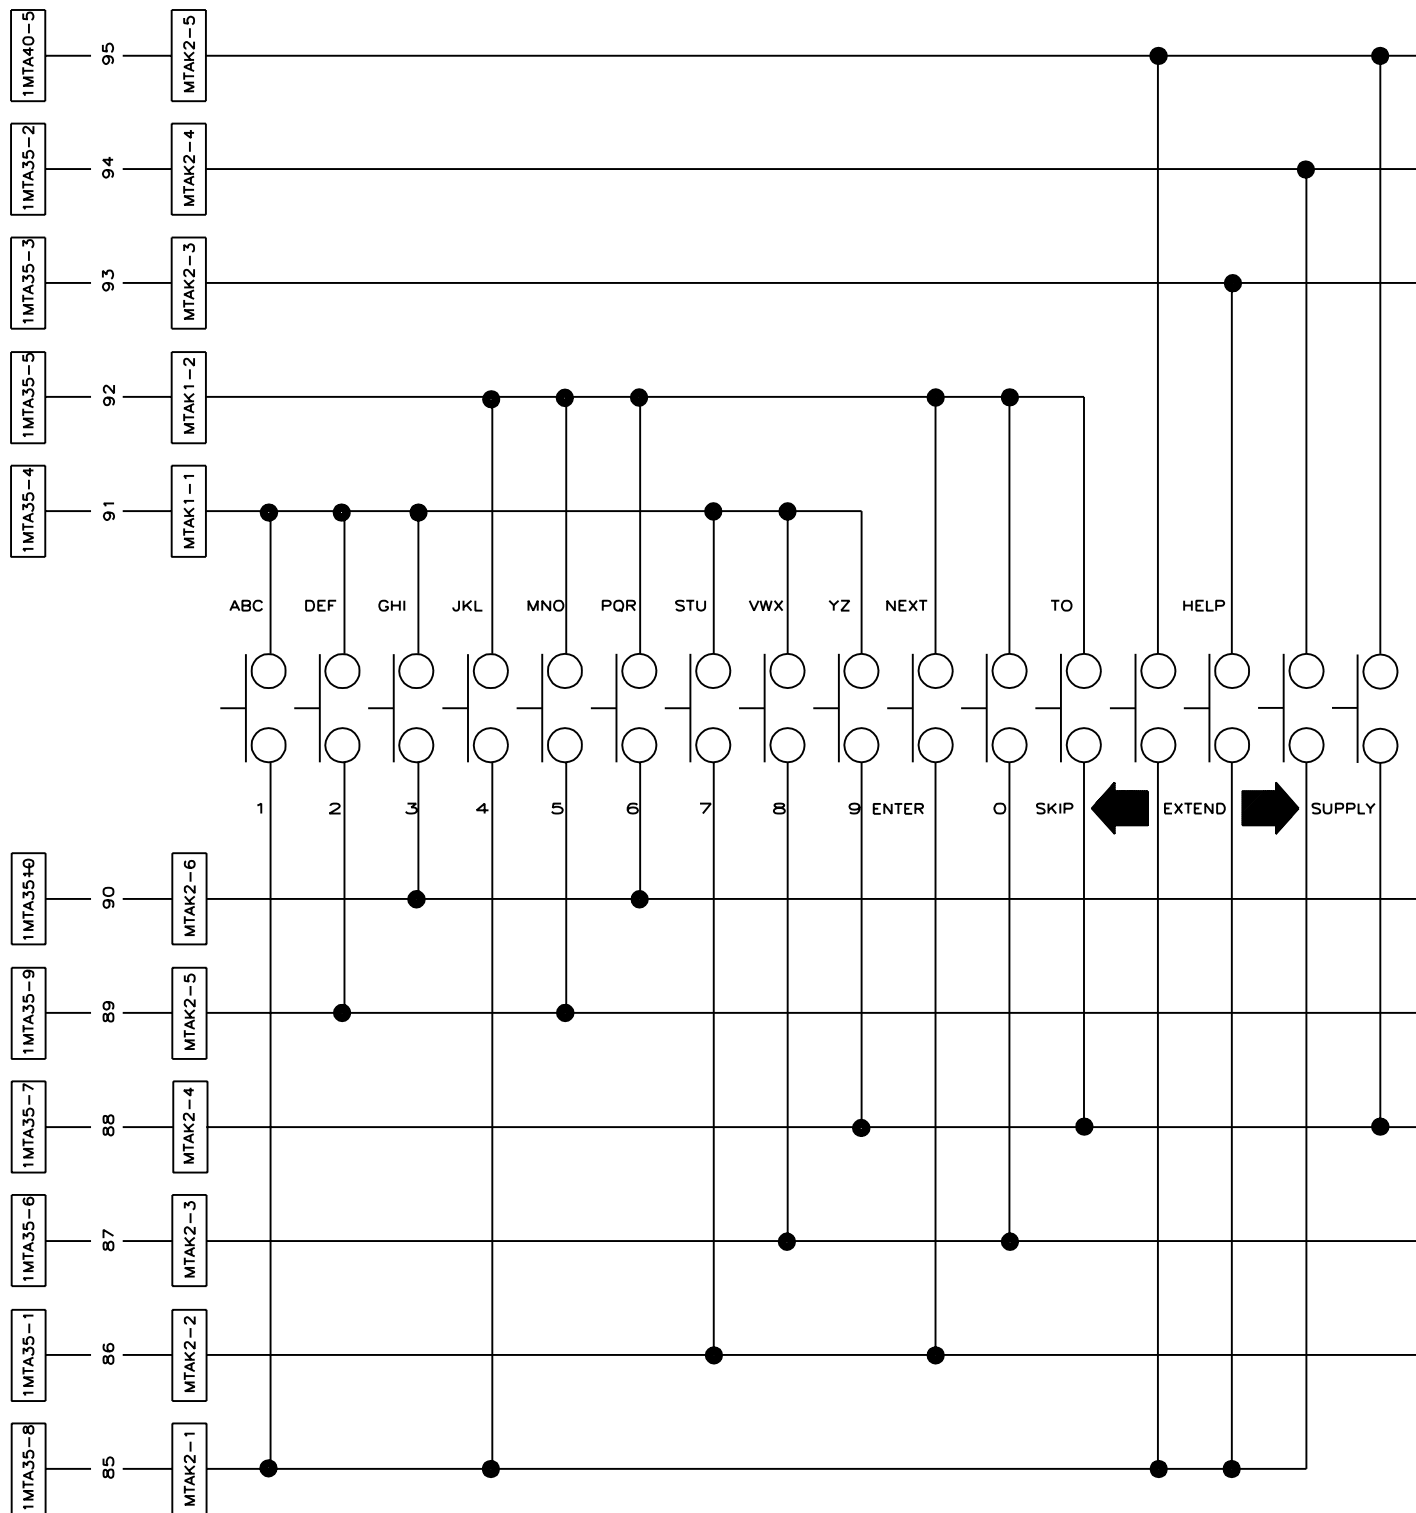 1MTA40-5 95 MTAK2-5
1MTA35-2 94 MTAK2-4
1MTA35-3 93 MTAK2-3
1MTA35-5 92 MTAK1-2
1MTA35-4 91 MTAK1-1
ABC DEF GHI JKL MNO PQR STU VWX YZ NEXT TO HELP
1 2 3 4 5 6 7 8 9 ENTER 0 SKIP EXTEND SUPPLY
1MTA35-10 90 MTAK2-6
1MTA35-9 89 MTAK2-5
1MTA35-7 88 MTAK2-4
1MTA35-6 87 MTAK2-3
1MTA35-1 86 MTAK2-2
1MTA35-8 85 MTAK2-1